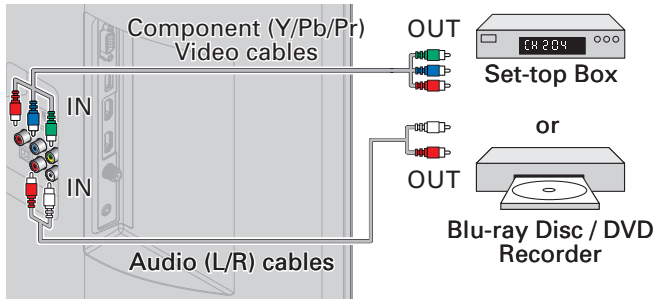 Component (Y/Pb/Pr)
Video cables
OUT
CH 204
Set-top Box
IN
or
IN
OUT
Blu-ray Disc / DVD
Recorder
Audio (L/R) cables